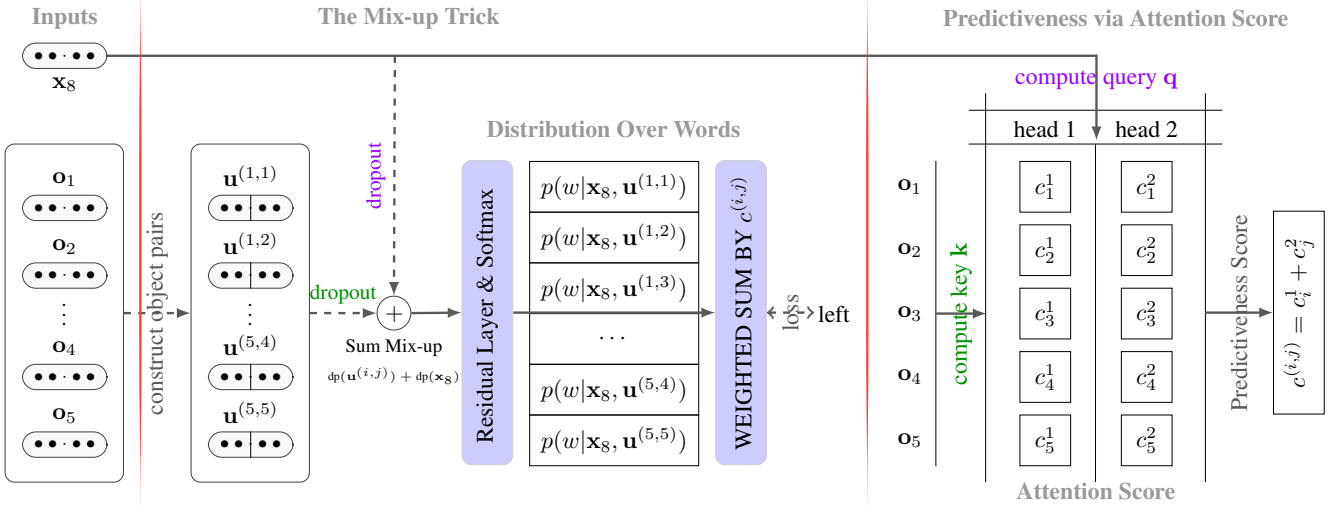 Inputs
The Mix-up Trick
Predictiveness via Attention Score
x₈
compute query q
Distribution Over Words
head 1 head 2
dropout
o₁
o₂
⋮
o₄
o₅
construct object pairs
u⁽¹,¹⁾
u⁽¹,²⁾
⋮
u⁽⁵,⁴⁾
u⁽⁵,⁵⁾
dropout
+
Sum Mix-up
dp(u⁽ⁱ,ʲ⁾) + dp(x₈)
Residual Layer & Softmax
p(w|x₈, u⁽¹,¹⁾)
p(w|x₈, u⁽¹,²⁾)
p(w|x₈, u⁽¹,³⁾)
...
p(w|x₈, u⁽⁵,⁴⁾)
p(w|x₈, u⁽⁵,⁵⁾)
WEIGHTED SUM BY c⁽ⁱ,ʲ⁾
loss
left
o₁
o₂
o₃
o₄
o₅
compute key k
c₁¹ c₁²
c₂¹ c₂²
c₃¹ c₃²
c₄¹ c₄²
c₅¹ c₅²
Attention Score
Predictiveness Score
c⁽ⁱ,ʲ⁾ = cᵢ¹ + cⱼ²